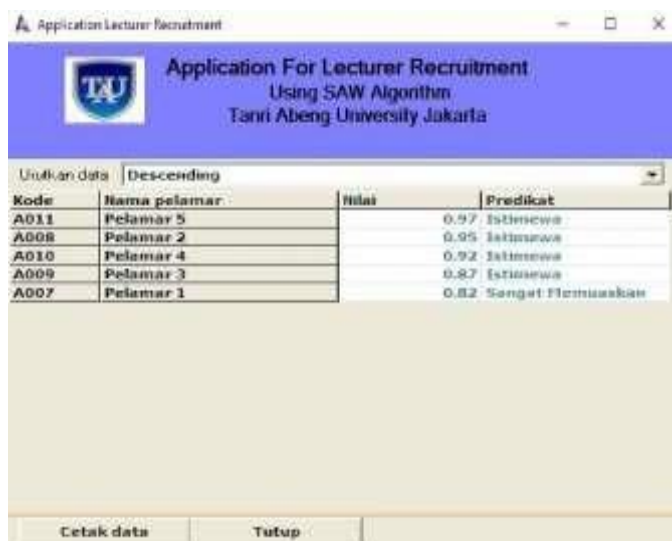 Application Lecturer Recruitment
TAU
Application For Lecturer Recruitment
Using SAW Algorithm
Tanri Abeng University Jakarta
Urutkan data Descending
Kode Nama pelamar Nilai Predikat
A011 Pelamar 5 0.97 Istimewa
A008 Pelamar 2 0.95 Istimewa
A010 Pelamar 4 0.92 Istimewa
A009 Pelamar 3 0.87 Istimewa
A007 Pelamar 1 0.82 Sangat Memuaskan
Cetak data Tutup